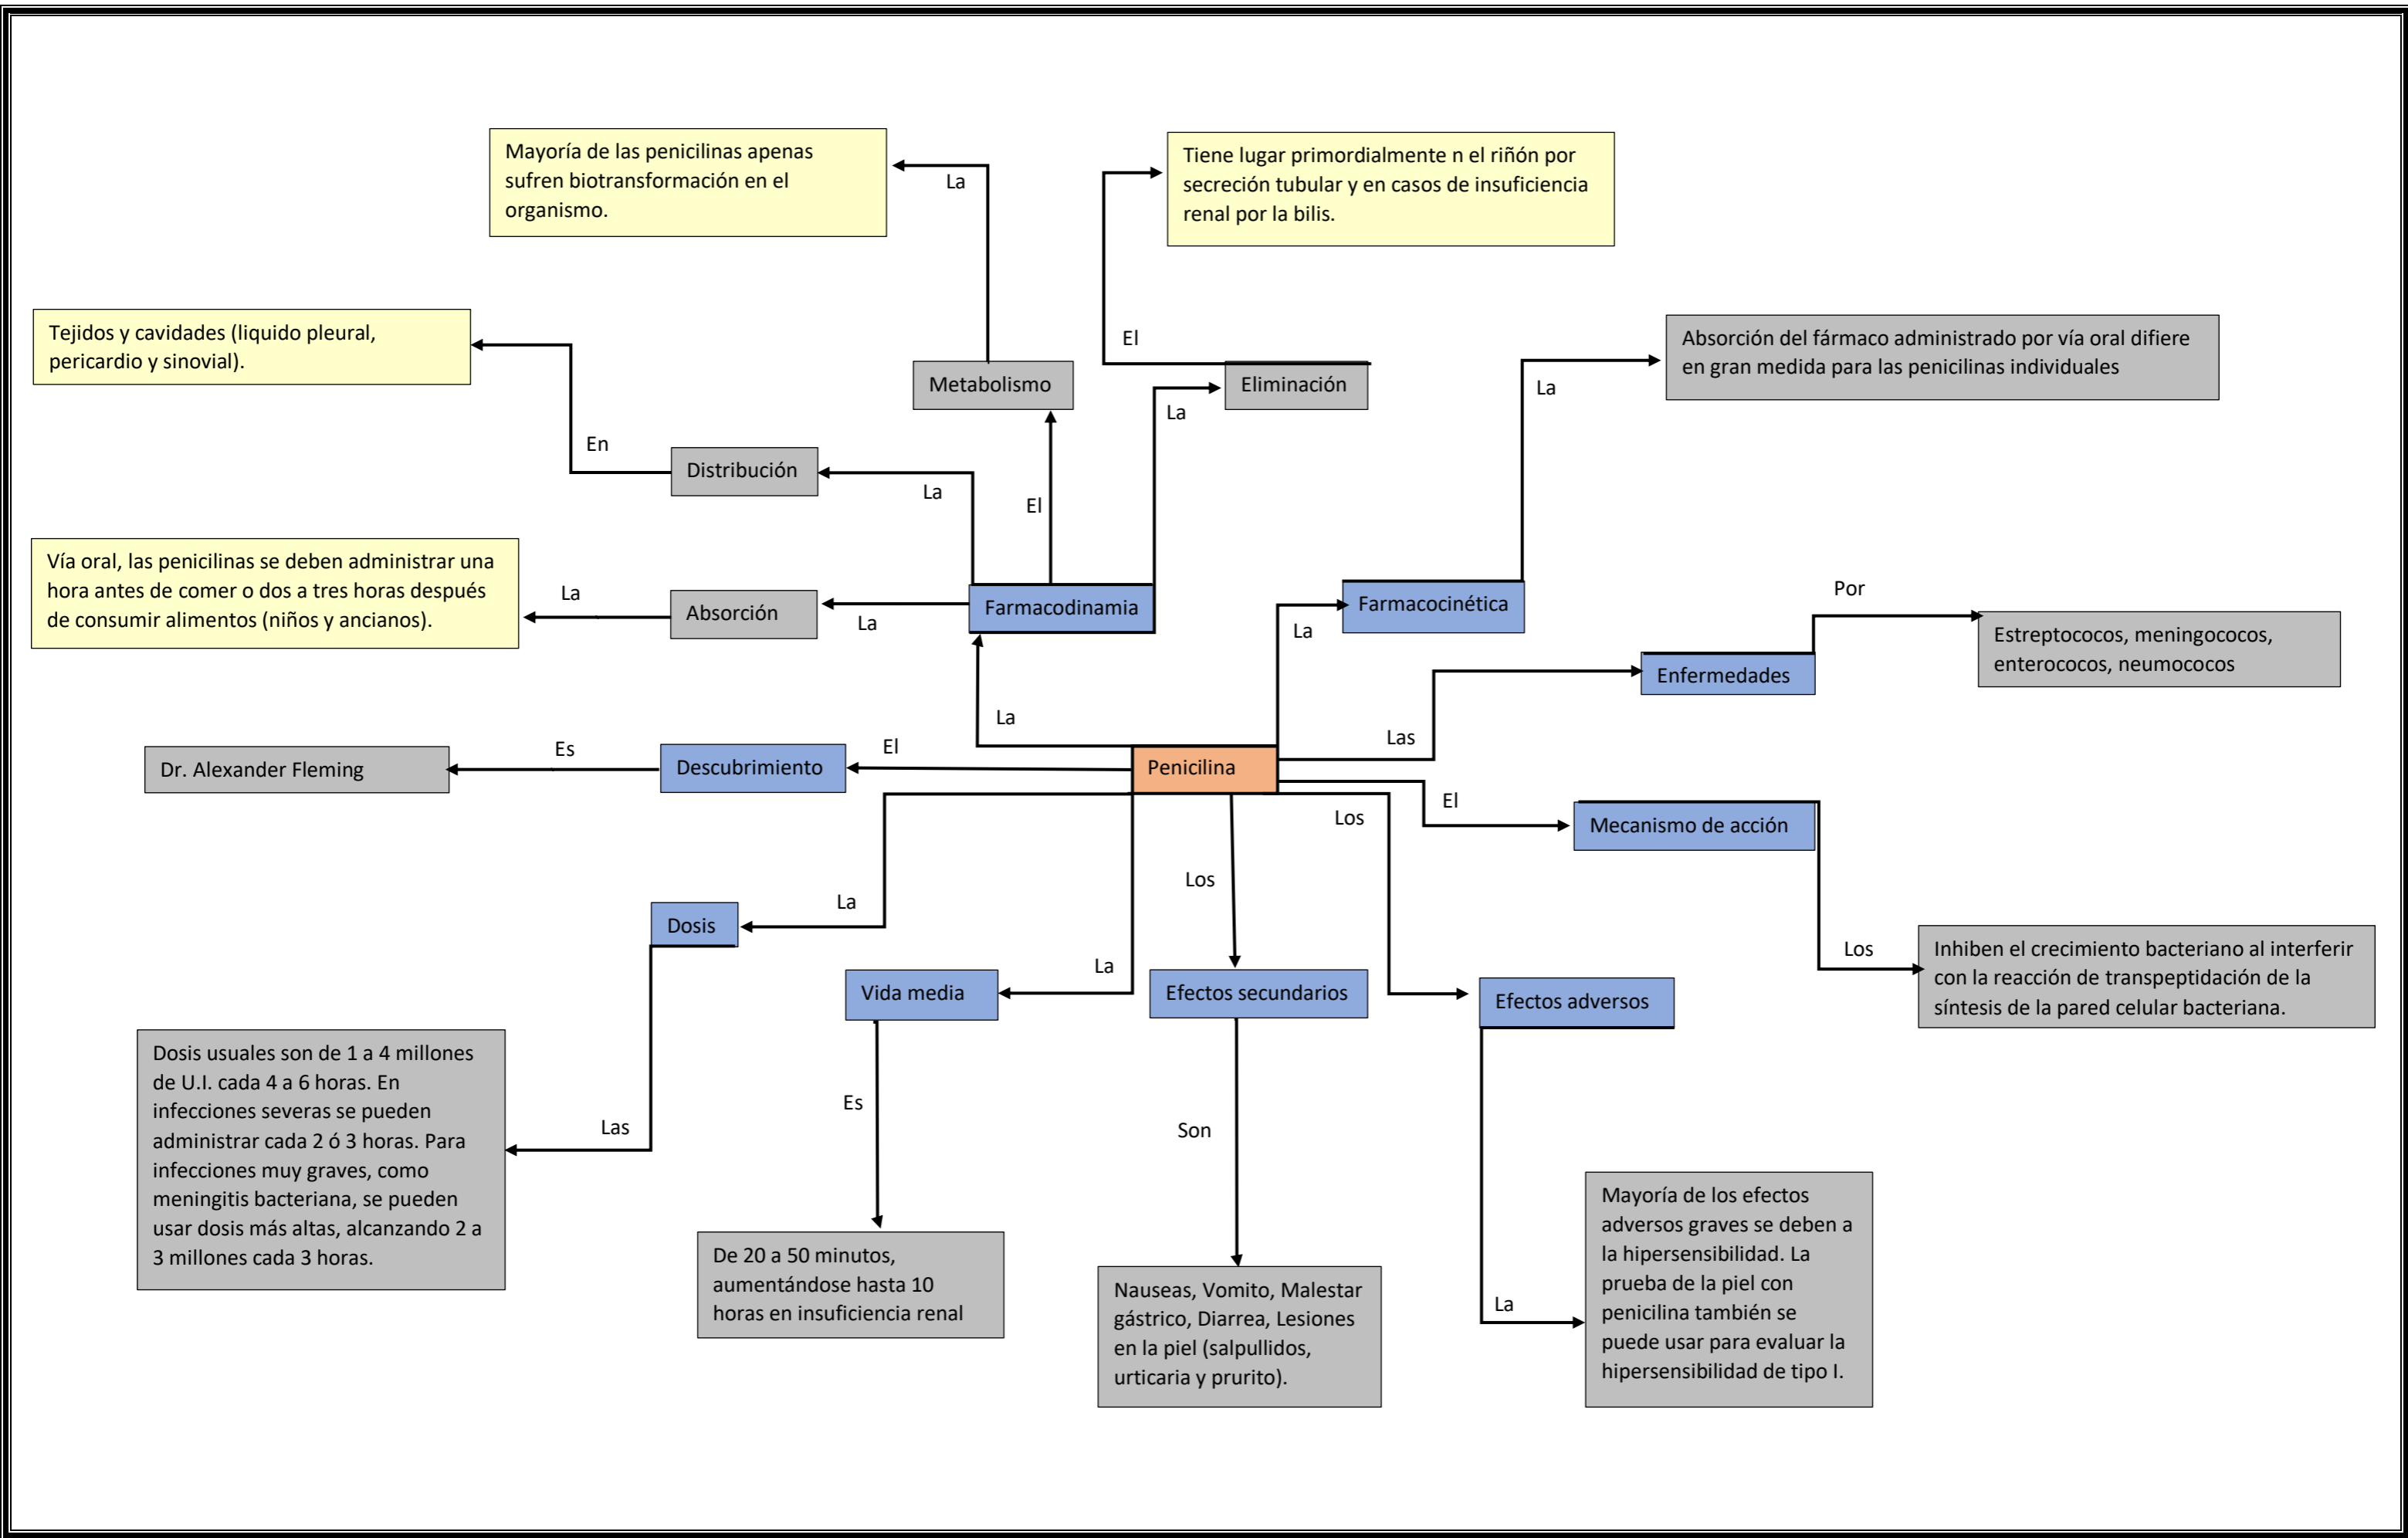 Mayoría de las penicilinas apenas
sufren biotransformación en el
organismo.
La
Tiene lugar primordialmente n el riñón por
secreción tubular y en casos de insuficiencia
renal por la bilis.
El
Tejidos y cavidades (liquido pleural,
pericardio y sinovial).
En
Metabolismo
Eliminación
La
Absorción del fármaco administrado por vía oral difiere
en gran medida para las penicilinas individuales
La
Distribución
La
El
Vía oral, las penicilinas se deben administrar una
hora antes de comer o dos a tres horas después
de consumir alimentos (niños y ancianos).
La
Absorción
La
Farmacodinamia
La
Farmacocinética
La
Por
Estreptococos, meningococos,
enterococos, neumococos
Enfermedades
Las
Dr. Alexander Fleming
Es
Descubrimiento
El
Penicilina
El
Mecanismo de acción
Los
Los
Inhiben el crecimiento bacteriano al interferir
con la reacción de transpeptidación de la
síntesis de la pared celular bacteriana.
Los
La
Dosis
La
Vida media
Efectos secundarios
Efectos adversos
Dosis usuales son de 1 a 4 millones
de U.I. cada 4 a 6 horas. En
infecciones severas se pueden
administrar cada 2 ó 3 horas. Para
infecciones muy graves, como
meningitis bacteriana, se pueden
usar dosis más altas, alcanzando 2 a
3 millones cada 3 horas.
Las
Es
Son
De 20 a 50 minutos,
aumentándose hasta 10
horas en insuficiencia renal
Nauseas, Vomito, Malestar
gástrico, Diarrea, Lesiones
en la piel (salpullidos,
urticaria y prurito).
La
Mayoría de los efectos
adversos graves se deben a
la hipersensibilidad. La
prueba de la piel con
penicilina también se
puede usar para evaluar la
hipersensibilidad de tipo I.